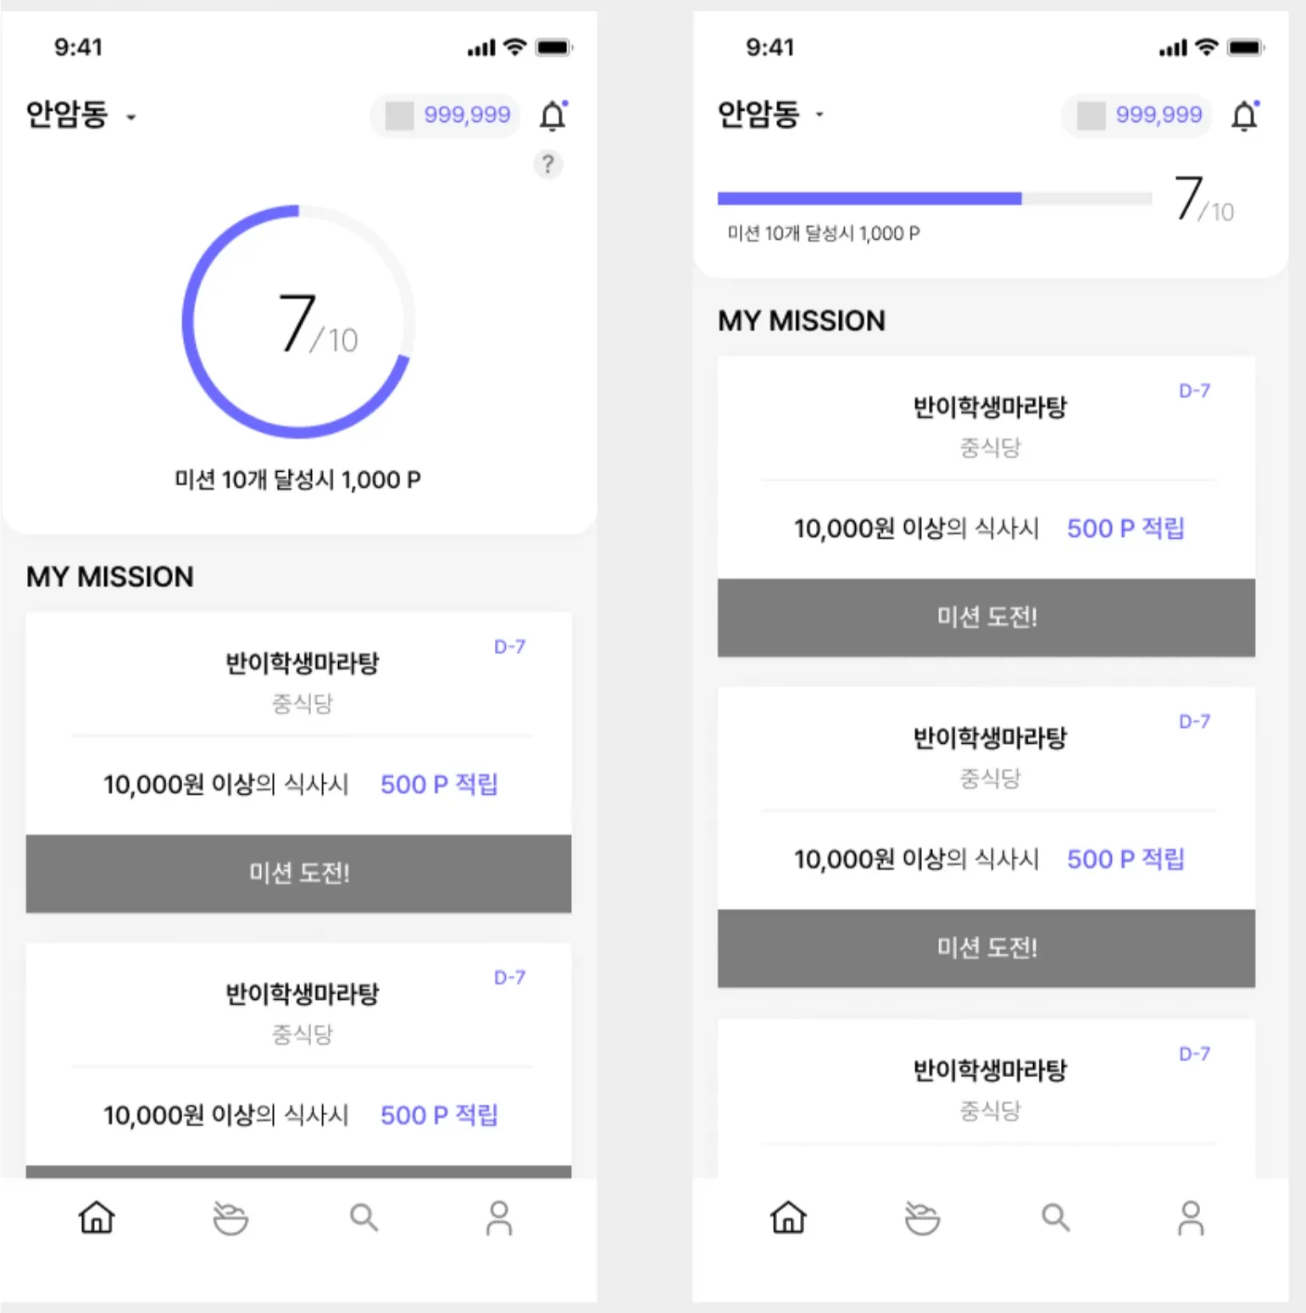 9:41
안암동
999,999
?
7/10
미션 10개 달성시 1,000 P
MY MISSION
D-7
반이학생마라탕
중식당
10,000원 이상의 식사시 500 P 적립
미션 도전!
D-7
반이학생마라탕
중식당
10,000원 이상의 식사시 500 P 적립
9:41
안암동
999,999
7/10
미션 10개 달성시 1,000 P
MY MISSION
D-7
반이학생마라탕
중식당
10,000원 이상의 식사시 500 P 적립
미션 도전!
D-7
반이학생마라탕
중식당
10,000원 이상의 식사시 500 P 적립
미션 도전!
D-7
반이학생마라탕
중식당